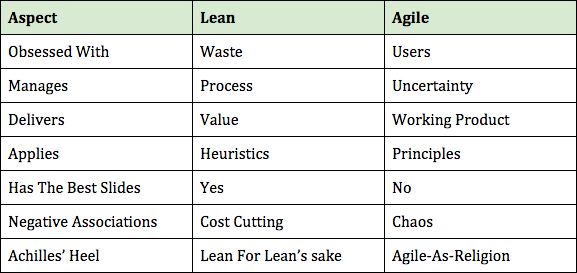 Aspect Lean Agile
Obsessed With Waste Users
Manages Process Uncertainty
Delivers Value Working Product
Applies Heuristics Principles
Has The Best Slides Yes No
Negative Associations Cost Cutting Chaos
Achilles’ Heel Lean For Lean’s sake Agile-As-Religion